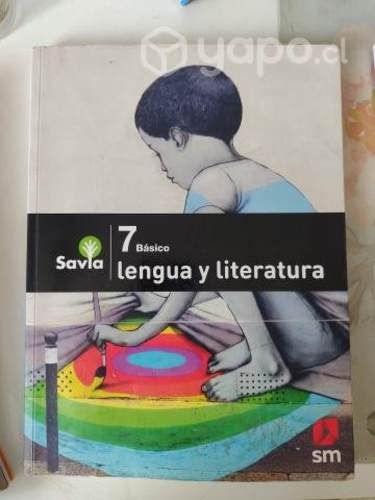 yapo.cl
Savia
7 Básico
lengua y literatura
sm